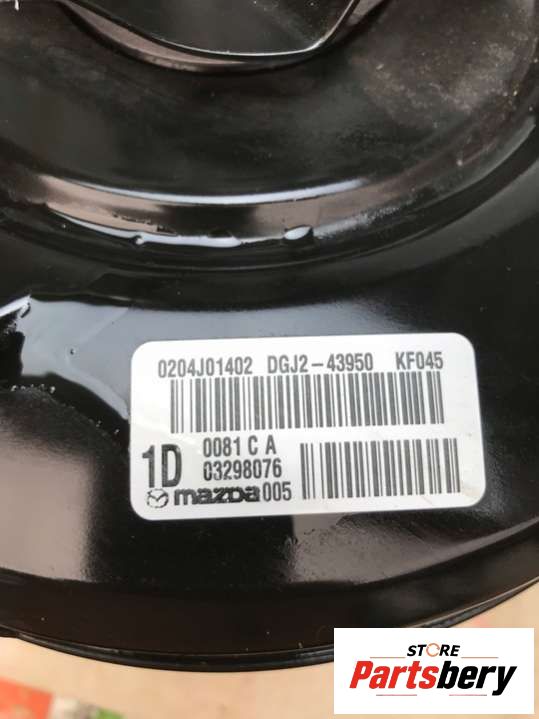 0204J01402 DGJ2-43950 KF045
1D
0081 C A
03298076
mazda 005
STORE
Partsbery